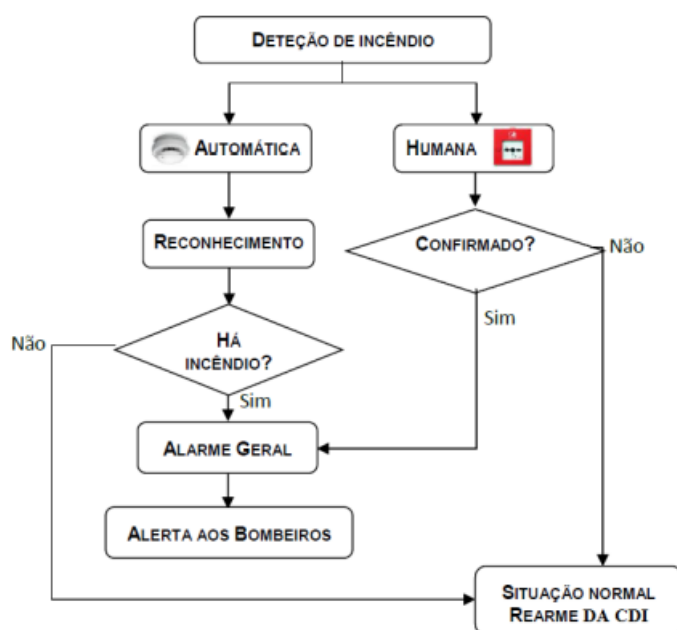 DETEÇÃO DE INCÊNDIO
AUTOMÁTICA
HUMANA
RECONHECIMENTO
CONFIRMADO?
Não
Sim
Não
HÁ
INCÊNDIO?
Sim
ALARME GERAL
ALERTA AOS BOMBEIROS
SITUAÇÃO NORMAL
REARME DA CDI